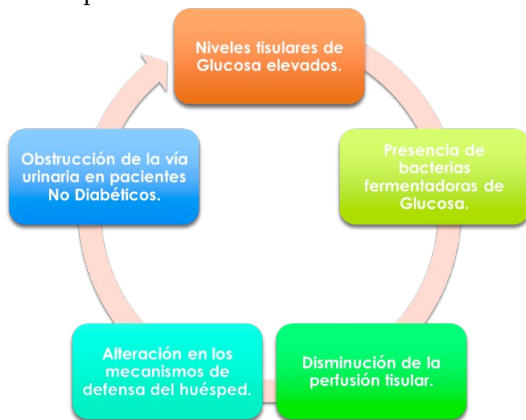 Niveles tisulares de
Glucosa elevados.
Presencia de
bacterias
fermentadoras de
Glucosa.
Disminución de la
perfusión tisular.
Alteración en los
mecanismos de
defensa del huésped.
Obstrucción de la vía
urinaria en pacientes
No Diabéticos.